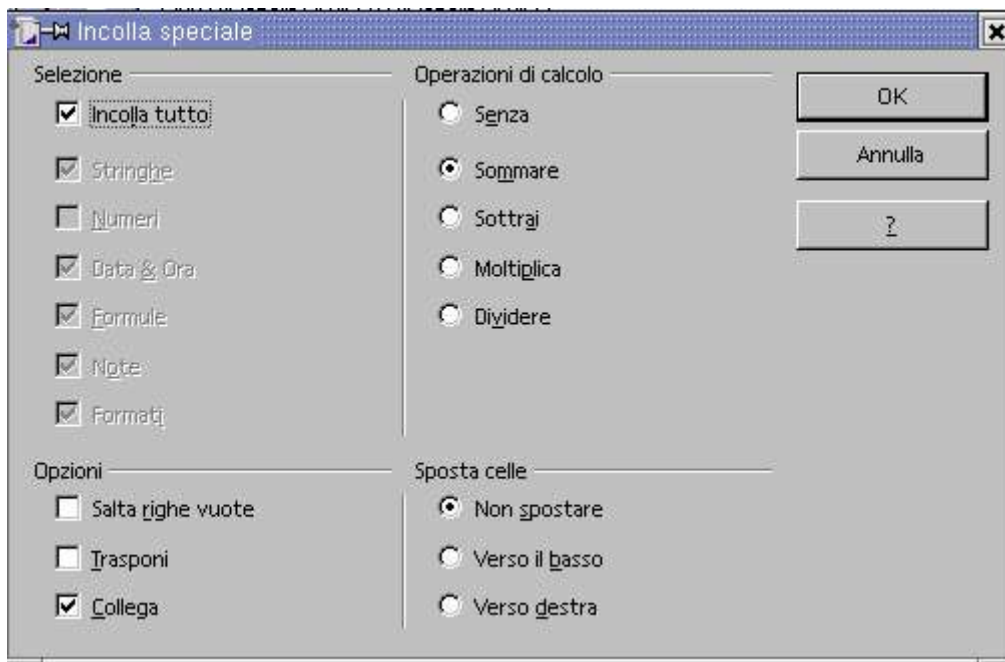 Incolla speciale
Selezione
Incolla tutto
Stringhe
Numeri
Data & Ora
Formule
Note
Formati
Operazioni di calcolo
Senza
Sommare
Sottrai
Moltiplica
Dividere
OK
Annulla
?
Opzioni
Salta righe vuote
Trasponi
Collega
Sposta celle
Non spostare
Verso il basso
Verso destra